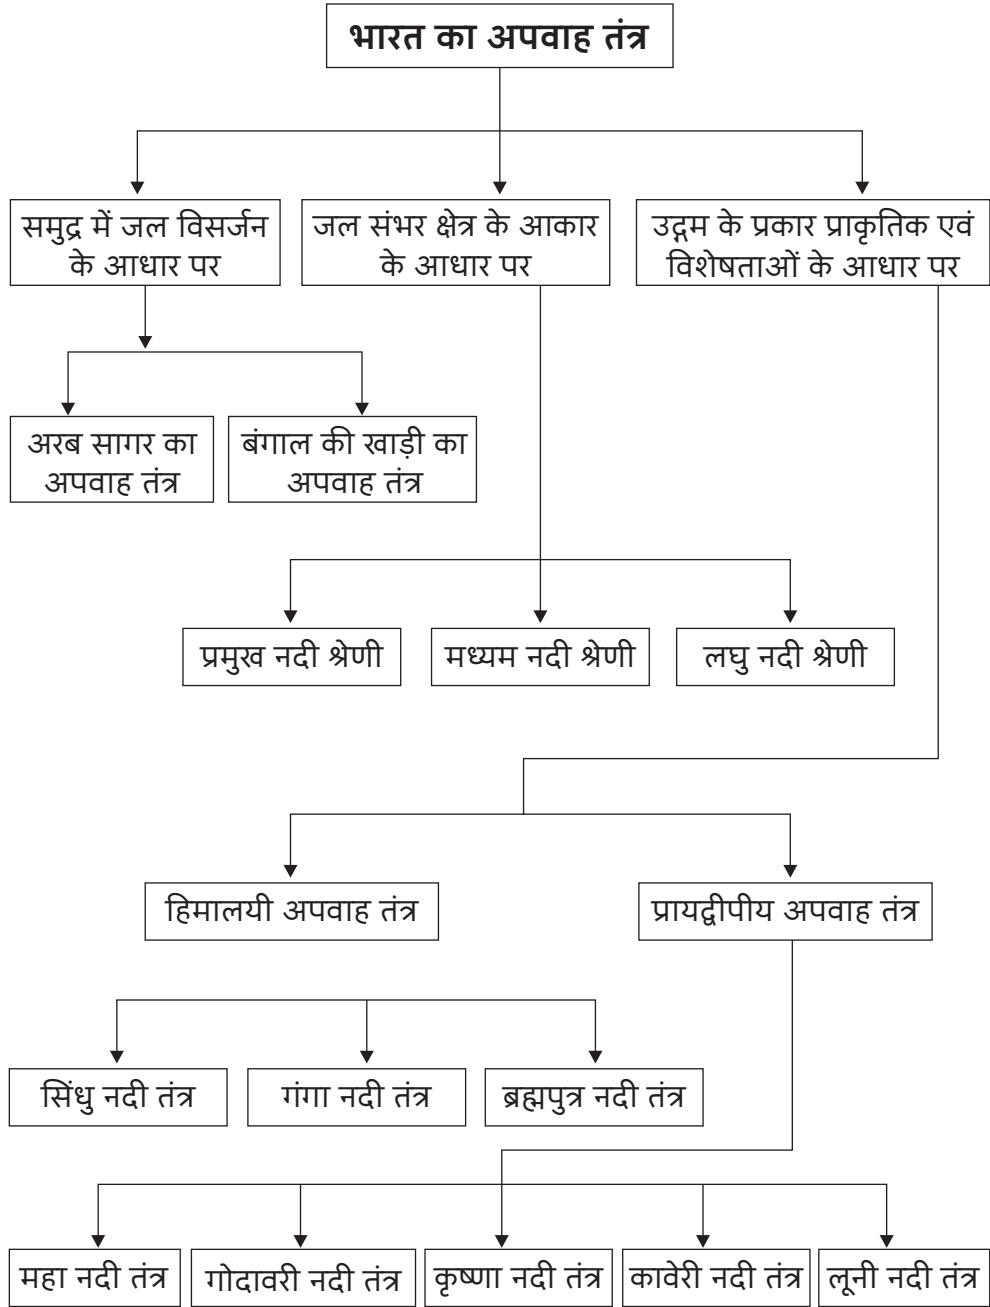 भारत का अपवाह तंत्र
समुद्र में जल विसर्जन
के आधार पर
जल संभर क्षेत्र के आकार
के आधार पर
उद्गम के प्रकार प्राकृतिक एवं
विशेषताओं के आधार पर
अरब सागर का
अपवाह तंत्र
बंगाल की खाड़ी का
अपवाह तंत्र
प्रमुख नदी श्रेणी
मध्यम नदी श्रेणी
लघु नदी श्रेणी
हिमालयी अपवाह तंत्र
प्रायद्वीपीय अपवाह तंत्र
सिंधु नदी तंत्र
गंगा नदी तंत्र
ब्रह्मपुत्र नदी तंत्र
महा नदी तंत्र
गोदावरी नदी तंत्र
कृष्णा नदी तंत्र
कावेरी नदी तंत्र
लूनी नदी तंत्र